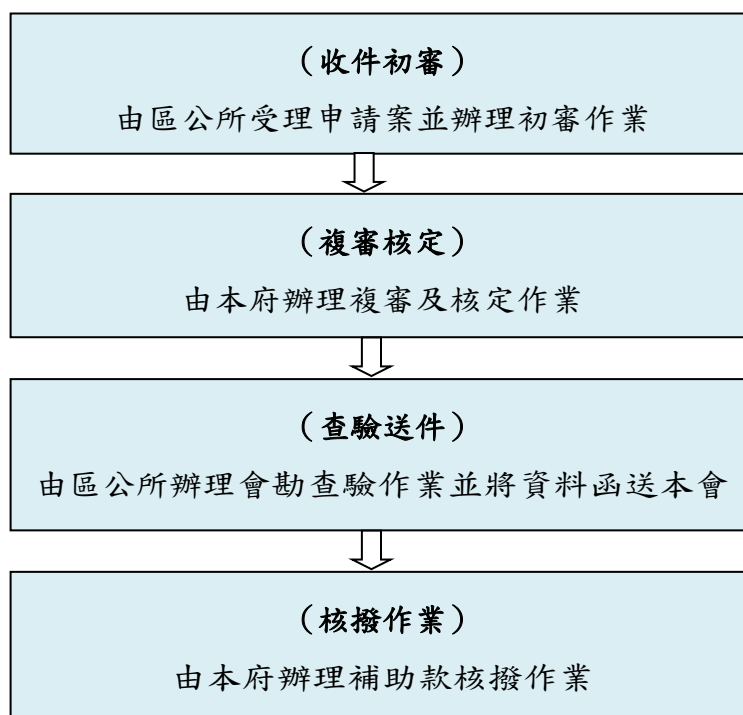 （收件初審）
由區公所受理申請案並辦理初審作業
（複審核定）
由本府辦理複審及核定作業
（查驗送件）
由區公所辦理會勘查驗作業並將資料函送本會
（核撥作業）
由本府辦理補助款核撥作業